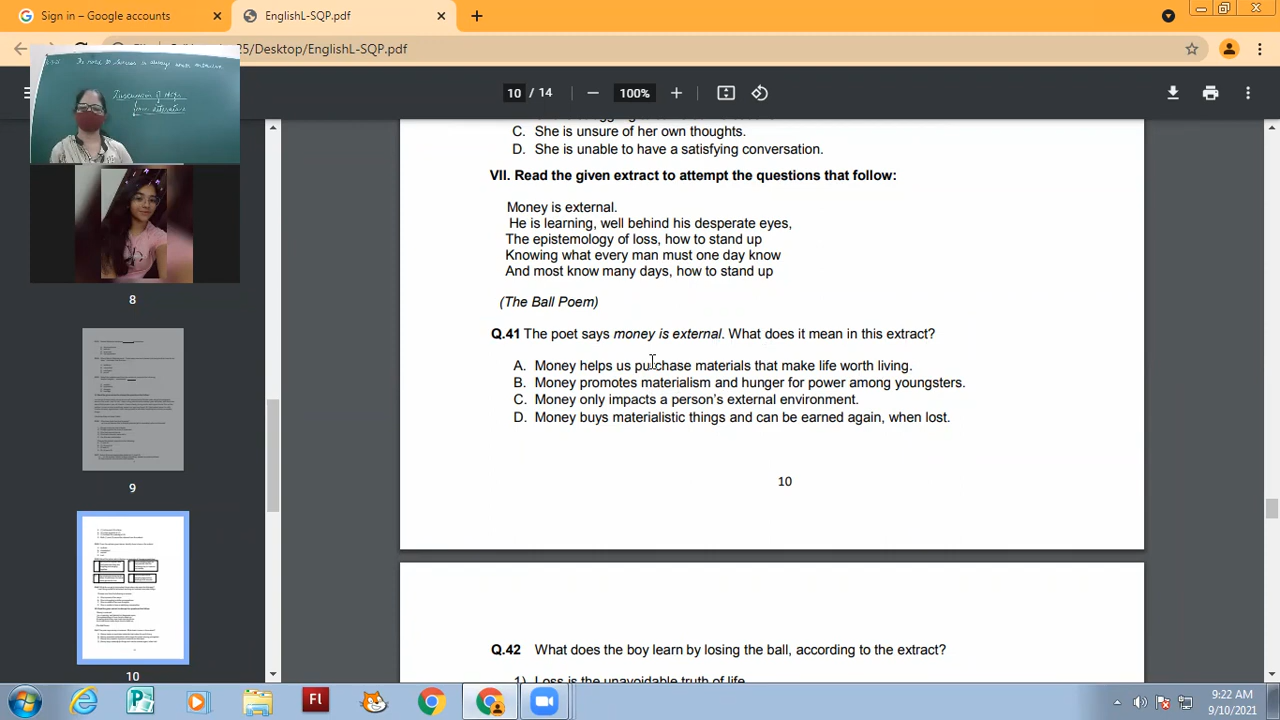 Sign in – Google accounts
EnglishL-SQP.pdf
25/Desktop/EnglishL-SQP.pdf
10 / 14
100%
C. She is unsure of her own thoughts.
D. She is unable to have a satisfying conversation.
VII. Read the given extract to attempt the questions that follow:
Money is external.
He is learning, well behind his desperate eyes,
The epistemology of loss, how to stand up
Knowing what every man must one day know
And most know many days, how to stand up
(The Ball Poem)
Q.41 The poet says money is external. What does it mean in this extract?
A. Money helps us purchase materials that make life worth living.
B. Money promotes materialism and hunger for power among youngsters.
C. Money only impacts a person's external environment.
D. Money buys materialistic things and can be earned again, when lost.
10
Q.42 What does the boy learn by losing the ball, according to the extract?
1) Loss is the unavoidable truth of life.
8
9
10
9:22 AM
9/10/2021